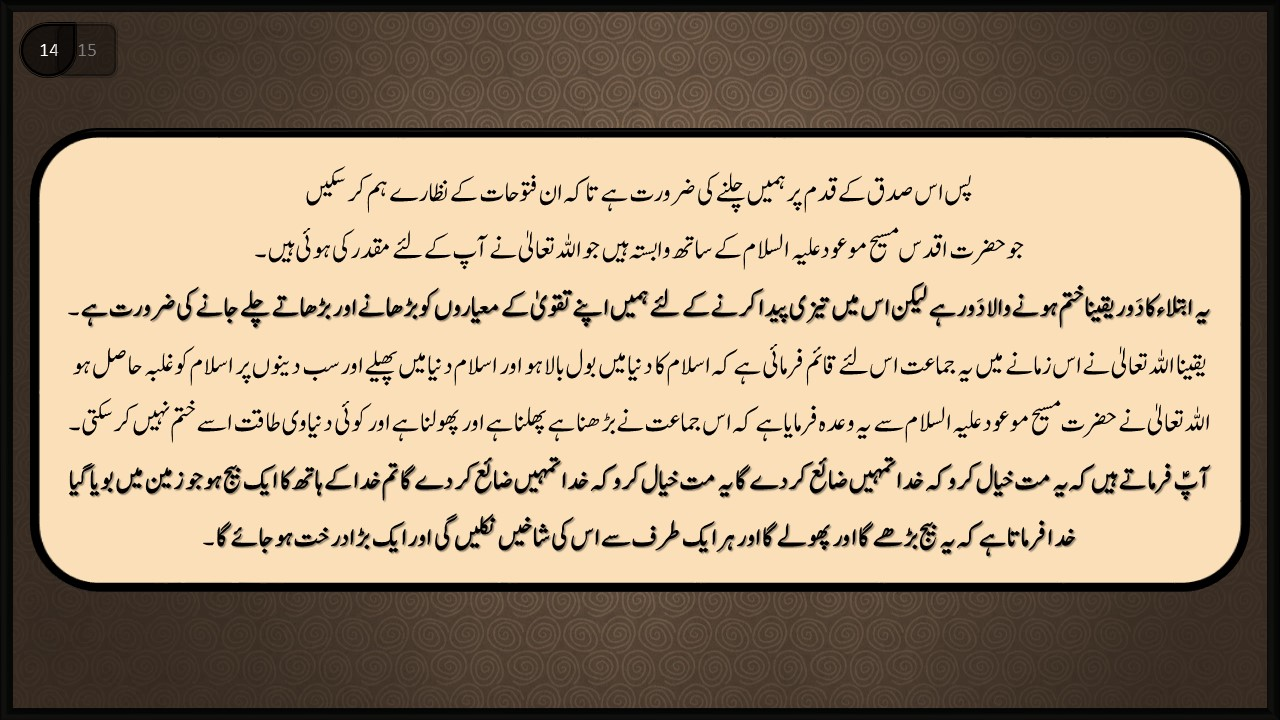 14 15
پس اس صدق کے قدم پر ہمیں چلنے کی ضرورت ہے تا کہ ان فتوحات کے نظارے ہم کر سکیں
جو حضرت اقدس مسیح موعود علیہ السلام کے ساتھ وابستہ ہیں جو اللہ تعالیٰ نے آپ کے لئے مقدر کی ہوئی ہیں۔
یہ ابتلاء کا دَور یقینا ختم ہونے والا دَور ہے لیکن اس میں تیزی پیدا کرنے کے لئے ہمیں اپنے تقویٰ کے معیاروں کو بڑھانے اور بڑھاتے چلے جانے کی ضرورت ہے۔
یقینا اللہ تعالیٰ نے اس زمانے میں یہ جماعت اس لئے قائم فرمائی ہے کہ اسلام کا دنیا میں بول بالا ہو اور اسلام دنیا میں پھیلے اور سب دینوں پر اسلام کو غلبہ حاصل ہو
اللہ تعالیٰ نے حضرت مسیح موعود علیہ السلام سے یہ وعدہ فرمایا ہے کہ اس جماعت نے بڑھنا ہے پھلنا ہے اور پھولنا ہے اور کوئی دنیاوی طاقت اسے ختم نہیں کر سکتی۔
آپؑ فرماتے ہیں کہ یہ مت خیال کرو کہ خدا تمہیں ضائع کر دے گا یہ مت خیال کرو کہ خدا تمہیں ضائع کر دے گا تم خدا کے ہاتھ کا ایک بیج ہو جو زمین میں بویا گیا
خدا فرماتا ہے کہ یہ بیج بڑھے گا اور پھولے گا اور ہر ایک طرف سے اس کی شاخیں نکلیں گی اور ایک بڑا درخت ہو جائے گا۔